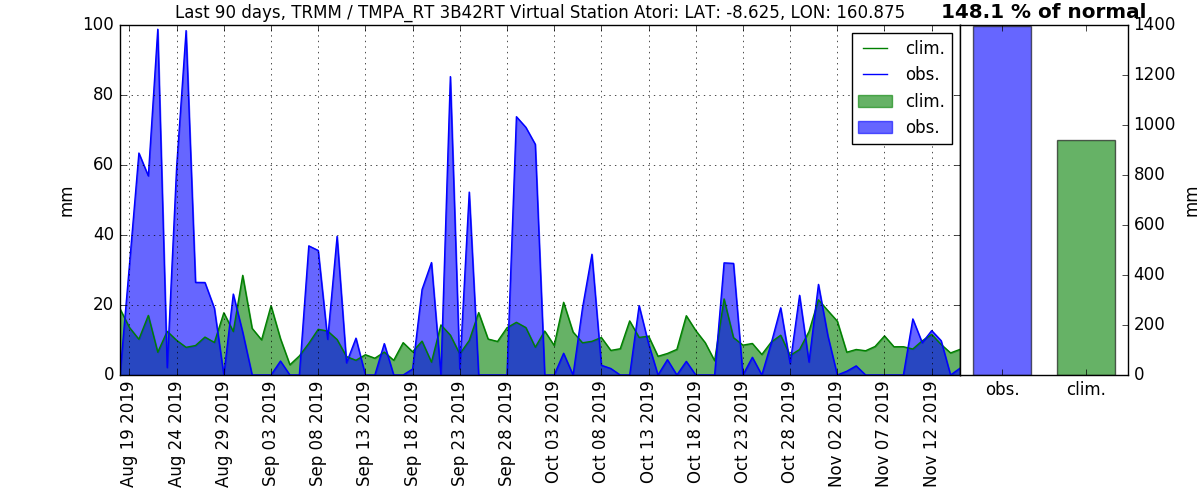 Last 90 days, TRMM / TMPA_RT 3B42RT Virtual Station Atori: LAT: -8.625, LON: 160.875
148.1 % of normal
100
80
60
40
20
0
mm
clim.
obs.
clim.
obs.
Aug 19 2019
Aug 24 2019
Aug 29 2019
Sep 03 2019
Sep 08 2019
Sep 13 2019
Sep 18 2019
Sep 23 2019
Sep 28 2019
Oct 03 2019
Oct 08 2019
Oct 13 2019
Oct 18 2019
Oct 23 2019
Oct 28 2019
Nov 02 2019
Nov 07 2019
Nov 12 2019
obs.
clim.
1400
1200
1000
800
600
400
200
0
mm